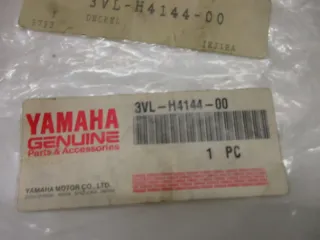 3VL-H4144-00
YAMAHA
GENUINE
Parts & Accessories
3VL-H4144-00
1 PC
YAMAHA MOTOR CO., LTD.